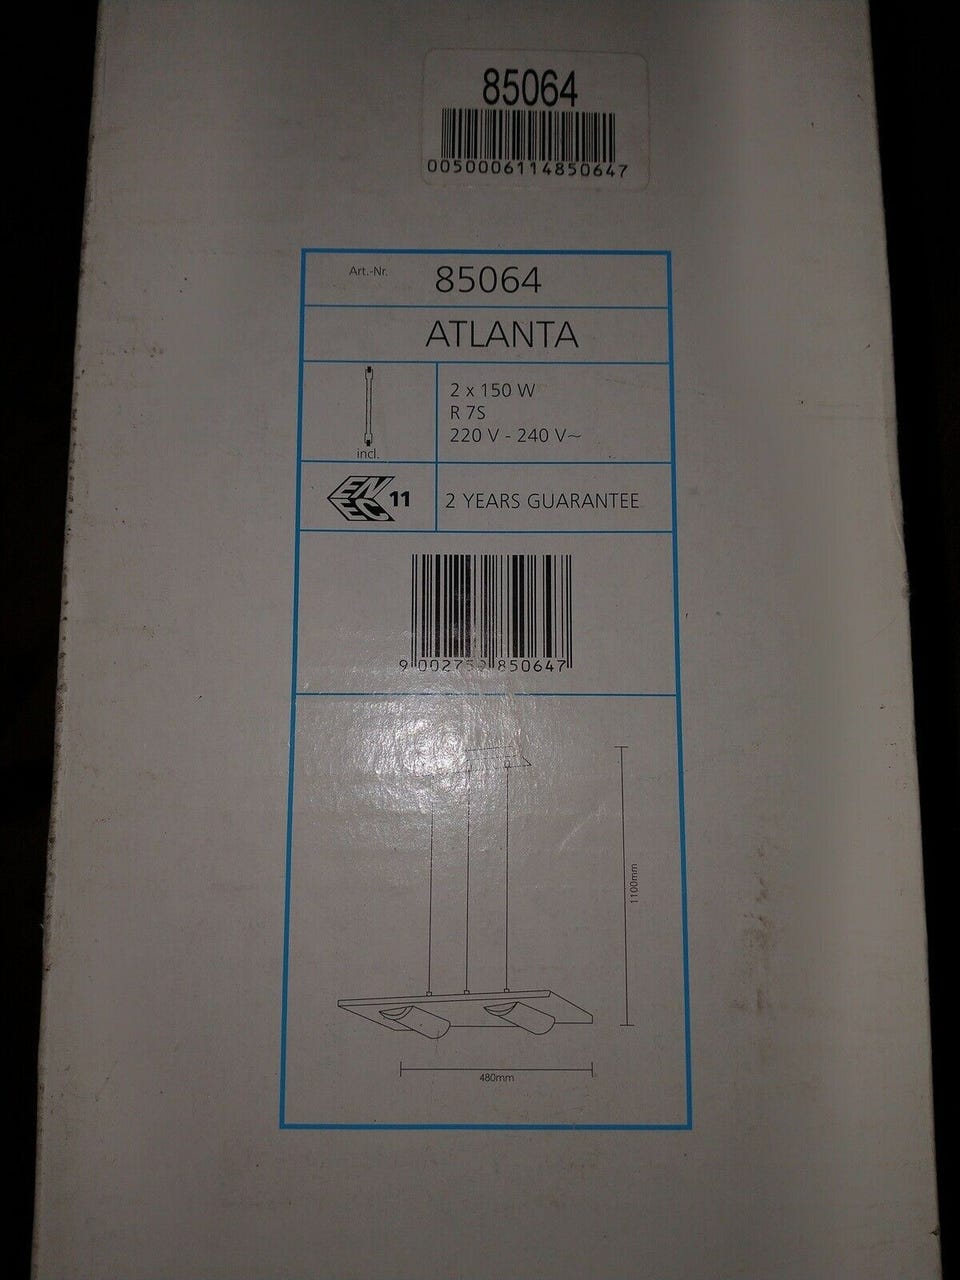 85064
0050006114850647
Art.-Nr. 85064
ATLANTA
2 x 150 W
R 7S
220 V - 240 V~
incl.
ENEC 11
2 YEARS GUARANTEE
9 002759 850647
1100mm
480mm